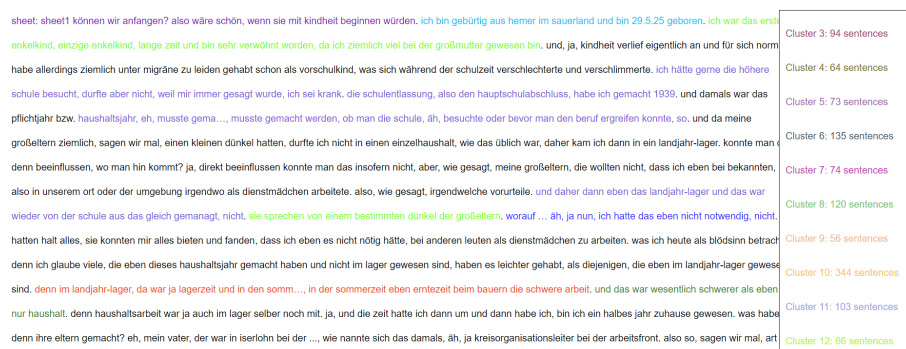 sheet: sheet1 können wir anfangen? also wäre schön, wenn sie mit kindheit beginnen würden. ich bin gebürtig aus hemer im sauerland und bin 29.5.25 geboren. ich war das erste
enkelkind, einzige enkelkind, lange zeit und bin sehr verwöhnt worden, da ich ziemlich viel bei der großmutter gewesen bin. und, ja, kindheit verlief eigentlich an und für sich norm
habe allerdings ziemlich unter migräne zu leiden gehabt schon als vorschulkind, was sich während der schulzeit verschlechterte und verschlimmerte. ich hätte gerne die höhere
schule besucht, durfte aber nicht, weil mir immer gesagt wurde, ich sei krank. die schulentlassung, also den hauptschulabschluss, habe ich gemacht 1939. und damals war das
pflichtjahr bzw. haushaltsjahr, eh, musste gema…, musste gemacht werden, ob man die schule, äh, besuchte oder bevor man den beruf ergreifen konnte, so. und da meine
großeltern ziemlich, sagen wir mal, einen kleinen dünkel hatten, durfte ich nicht in einen einzelhaushalt, wie das üblich war, daher kam ich dann in ein landjahr-lager. konnte man d
denn beeinflussen, wo man hin kommt? ja, direkt beeinflussen konnte man das insofern nicht, aber, wie gesagt, meine großeltern, die wollten nicht, dass ich eben bei bekannten,
also in unserem ort oder der umgebung irgendwo als dienstmädchen arbeitete. also, wie gesagt, irgendwelche vorurteile. und daher dann eben das landjahr-lager und das war
wieder von der schule aus das gleich gemanagt, nicht. sie sprechen von einem bestimmten dünkel der großeltern. worauf … äh, ja nun, ich hatte das eben nicht notwendig, nicht.
hatten halt alles, sie konnten mir alles bieten und fanden, dass ich eben es nicht nötig hätte, bei anderen leuten als dienstmädchen zu arbeiten. was ich heute als blödsinn betrach
denn ich glaube viele, die eben dieses haushaltsjahr gemacht haben und nicht im lager gewesen sind, haben es leichter gehabt, als diejenigen, die eben im landjahr-lager gewese
sind. denn im landjahr-lager, da war ja lagerzeit und in den somm…, in der sommerzeit eben erntezeit beim bauern die schwere arbeit. und das war wesentlich schwerer als eben
nur haushalt. denn haushaltsarbeit war ja auch im lager selber noch mit. ja, und die zeit hatte ich dann um und dann habe ich, bin ich ein halbes jahr zuhause gewesen. was habe
denn ihre eltern gemacht? eh, mein vater, der war in iserlohn bei der ..., wie nannte sich das damals, äh, ja kreisorganisationsleiter bei der arbeitsfront. also so, sagen wir mal, art
Cluster 3: 94 sentences
Cluster 4: 64 sentences
Cluster 5: 73 sentences
Cluster 6: 135 sentences
Cluster 7: 74 sentences
Cluster 8: 120 sentences
Cluster 9: 56 sentences
Cluster 10: 344 sentences
Cluster 11: 103 sentences
Cluster 12: 66 sentences